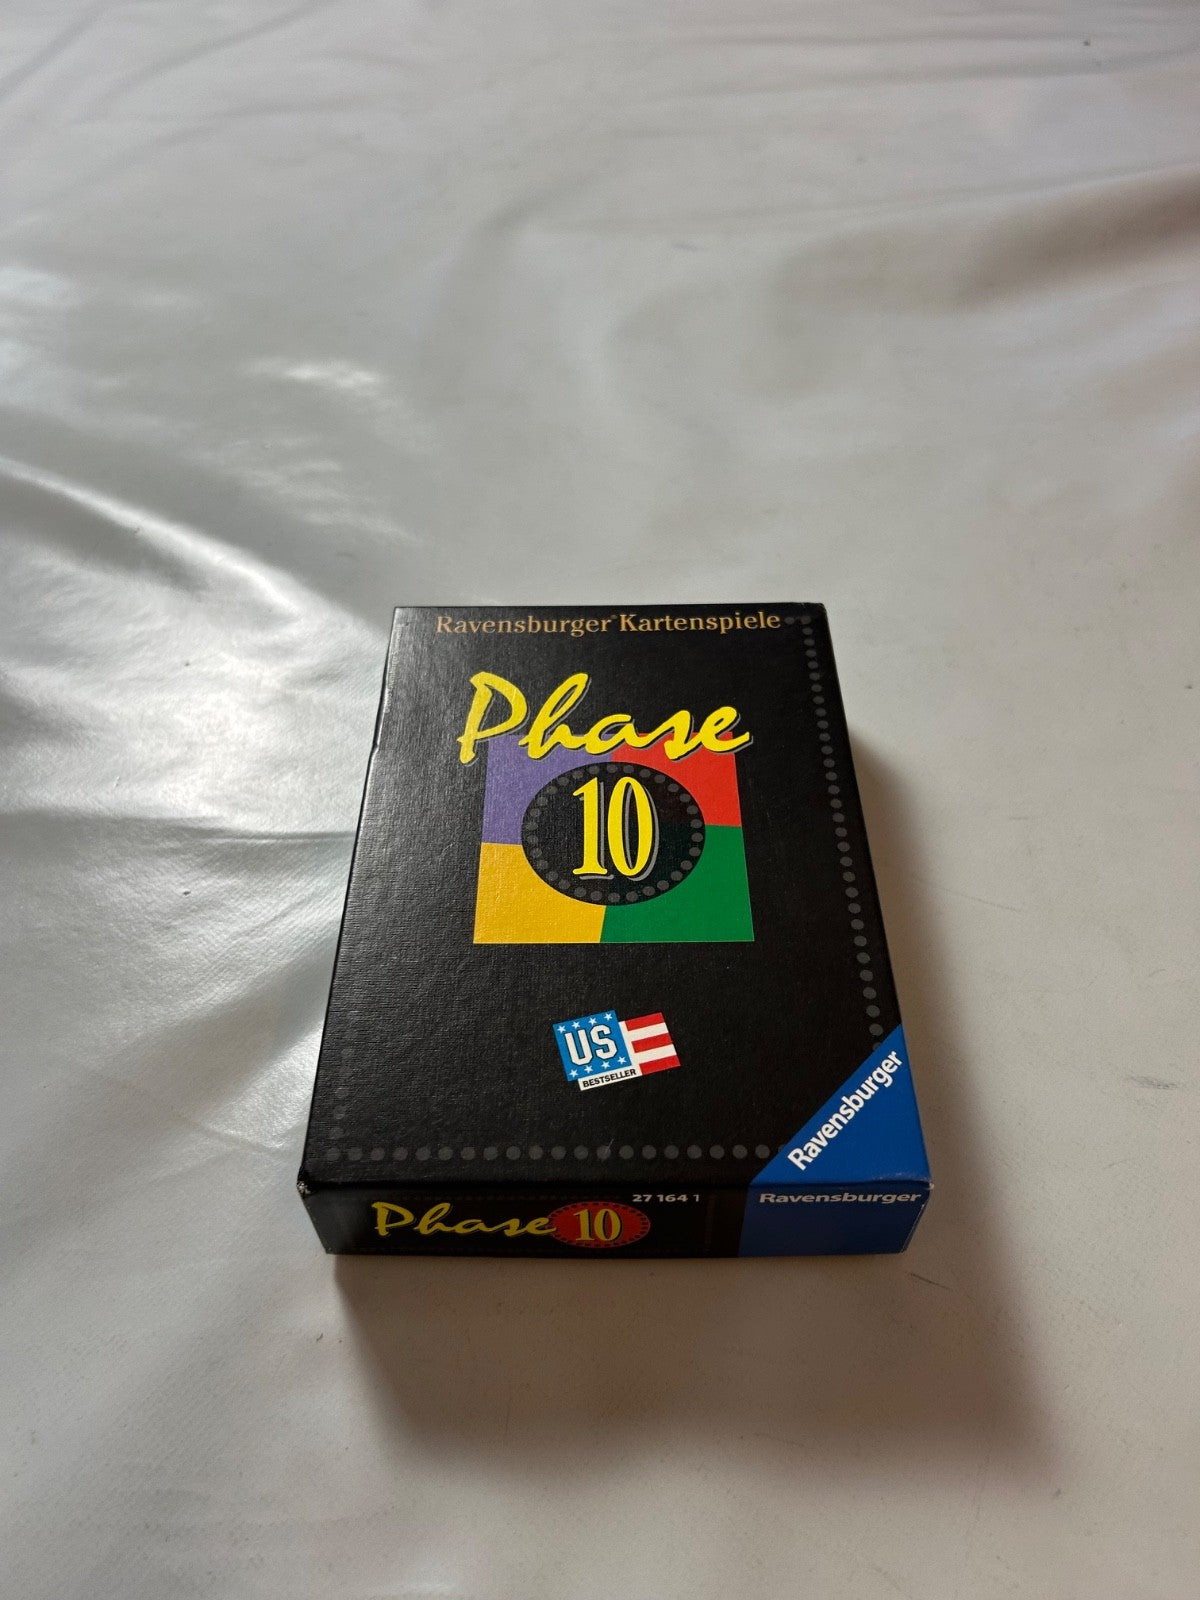 Ravensburger® Kartenspiele
Phase
10
US
BESTSELLER
Ravensburger
27 164 1
Phase 10
Ravensburger